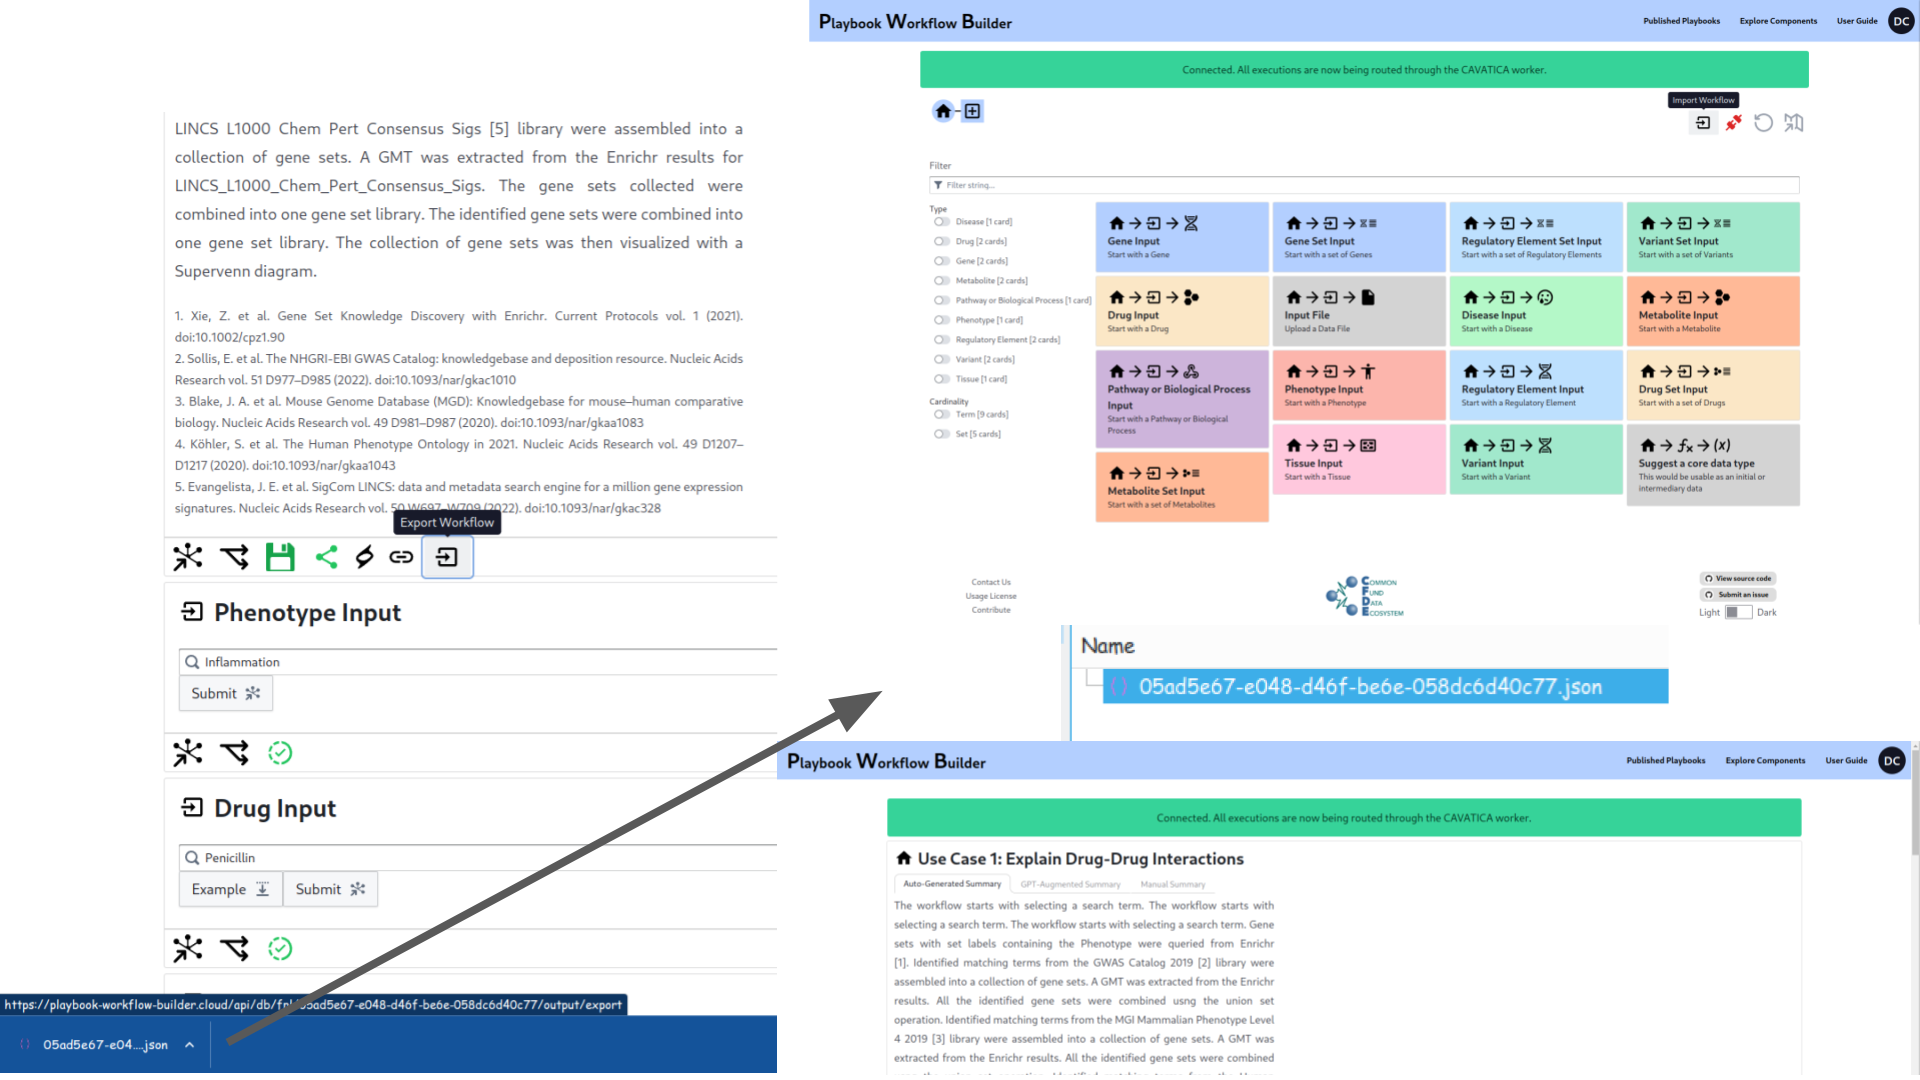 LINCS L1000 Chem Pert Consensus Sigs [5] library were assembled into a
collection of gene sets. A GMT was extracted from the Enrichr results for
LINCS_L1000_Chem_Pert_Consensus_Sigs. The gene sets collected were
combined into one gene set library. The identified gene sets were combined into
one gene set library. The collection of gene sets was then visualized with a
Supervenn diagram.
1. Xie, Z. et al. Gene Set Knowledge Discovery with Enrichr. Current Protocols vol. 1 (2021).
doi:10.1002/cpz1.90
2. Sollis, E. et al. The NHGRI-EBI GWAS Catalog: knowledgebase and deposition resource. Nucleic Acids
Research vol. 51 D977–D985 (2022). doi:10.1093/nar/gkac1010
3. Blake, J. A. et al. Mouse Genome Database (MGD): Knowledgebase for mouse–human comparative
biology. Nucleic Acids Research vol. 49 D981–D987 (2020). doi:10.1093/nar/gkaa1083
4. Köhler, S. et al. The Human Phenotype Ontology in 2021. Nucleic Acids Research vol. 49 D1207–
D1217 (2020). doi:10.1093/nar/gkaa1043
5. Evangelista, J. E. et al. SigCom LINCS: data and metadata search engine for a million gene expression
signatures. Nucleic Acids Research vol. 50 W697–W709 (2022). doi:10.1093/nar/gkac328
Export Workflow
Phenotype Input
Inflammation
Submit
Drug Input
Penicillin
Example Submit
https://playbook-workflow-builder.cloud/api/db/fpl/05ad5e67-e048-d46f-be6e-058dc6d40c77/output/export
05ad5e67-e04....json
Playbook Workflow Builder
Published Playbooks Explore Components User Guide DC
Connected. All executions are now being routed through the CAVATICA worker.
Import Workflow
Filter
Filter string...
Type
Disease [1 card]
Drug [2 cards]
Gene [2 cards]
Metabolite [2 cards]
Pathway or Biological Process [1 card]
Phenotype [1 card]
Regulatory Element [2 cards]
Variant [2 cards]
Tissue [1 card]
Cardinality
Term [9 cards]
Set [5 cards]
Gene Input
Start with a Gene
Gene Set Input
Start with a set of Genes
Regulatory Element Set Input
Start with a set of Regulatory Elements
Variant Set Input
Start with a set of Variants
Drug Input
Start with a Drug
Input File
Upload a Data File
Disease Input
Start with a Disease
Metabolite Input
Start with a Metabolite
Pathway or Biological Process
Input
Start with a Pathway or Biological
Process
Phenotype Input
Start with a Phenotype
Regulatory Element Input
Start with a Regulatory Element
Drug Set Input
Start with a set of Drugs
Metabolite Set Input
Start with a set of Metabolites
Tissue Input
Start with a Tissue
Variant Input
Start with a Variant
Suggest a core data type
This would be usable as an initial or
intermediary data
Contact Us
Usage License
Contribute
COMMON
FUND
DATA
ECOSYSTEM
View source code
Submit an issue
Light Dark
Name
05ad5e67-e048-d46f-be6e-058dc6d40c77.json
Playbook Workflow Builder
Published Playbooks Explore Components User Guide DC
Connected. All executions are now being routed through the CAVATICA worker.
Use Case 1: Explain Drug-Drug Interactions
Auto-Generated Summary GPT-Augmented Summary Manual Summary
The workflow starts with selecting a search term. The workflow starts with
selecting a search term. The workflow starts with selecting a search term. Gene
sets with set labels containing the Phenotype were queried from Enrichr
[1]. Identified matching terms from the GWAS Catalog 2019 [2] library were
assembled into a collection of gene sets. A GMT was extracted from the Enrichr
results. All the identified gene sets were combined usng the union set
operation. Identified matching terms from the MGI Mammalian Phenotype Level
4 2019 [3] library were assembled into a collection of gene sets. A GMT was
extracted from the Enrichr results. All the identified gene sets were combined